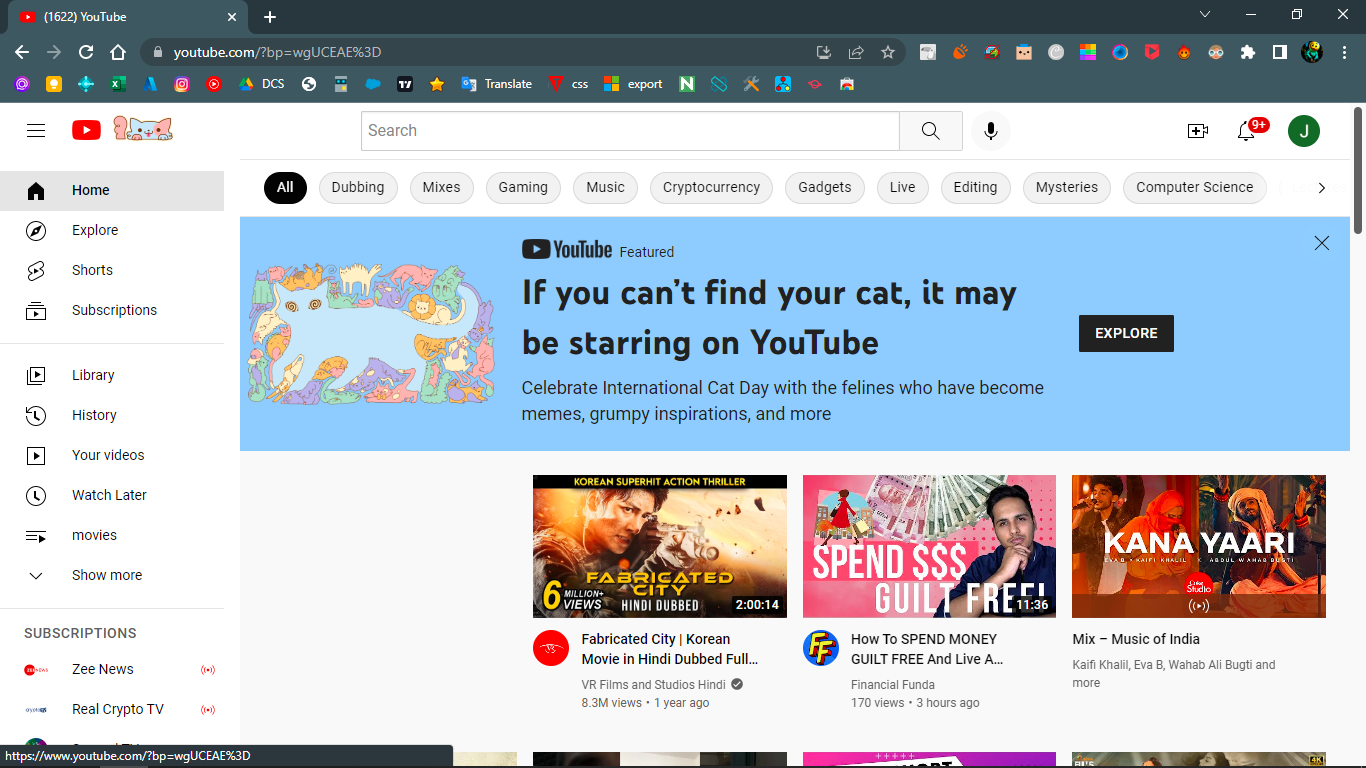 (1622) YouTube
youtube.com/?bp=wgUCEAE%3D
DCS
Translate
css
export
Search
9+
J
Home
Explore
Shorts
Subscriptions
Library
History
Your videos
Watch Later
movies
Show more
SUBSCRIPTIONS
Zee News
Real Crypto TV
All
Dubbing
Mixes
Gaming
Music
Cryptocurrency
Gadgets
Live
Editing
Mysteries
Computer Science
YouTube Featured
If you can't find your cat, it may
be starring on YouTube
Celebrate International Cat Day with the felines who have become
memes, grumpy inspirations, and more
EXPLORE
KOREAN SUPERHIT ACTION THRILLER
FABRICATED
CITY
HINDI DUBBED
6 MILLION+
VIEWS
2:00:14
Fabricated City | Korean
Movie in Hindi Dubbed Full...
VR Films and Studios Hindi
8.3M views • 1 year ago
SPEND $$$
GUILT FREE!
11:36
FF
How To SPEND MONEY
GUILT FREE And Live A...
Financial Funda
170 views • 3 hours ago
KANA YAARI
EVA B x KAIFI KHALIL x ABDUL WAHAB BUGTI
Coke
Studio
Mix – Music of India
Kaifi Khalil, Eva B, Wahab Ali Bugti and
more
4K
https://www.youtube.com/?bp=wgUCEAE%3D